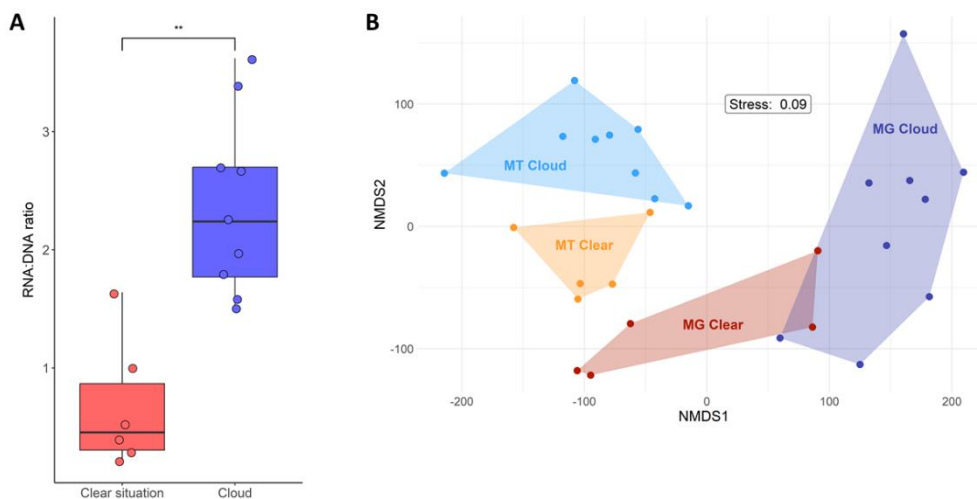 A
**
RNA:DNA ratio
3
2
1
Clear situation
Cloud
B
Stress: 0.09
MG Cloud
MT Cloud
MT Clear
MG Clear
NMDS2
100
0
-100
-200
-100
0
100
200
NMDS1